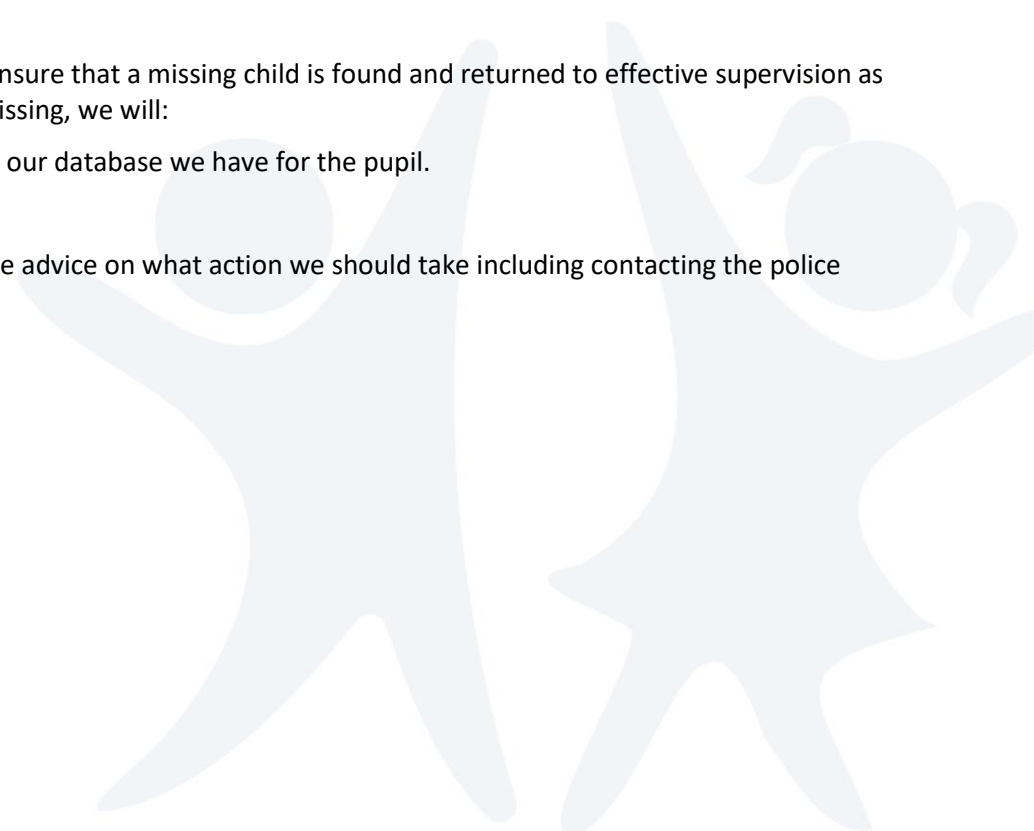 nsure that a missing child is found and returned to effective supervision as
issing, we will:
our database we have for the pupil.
e advice on what action we should take including contacting the police